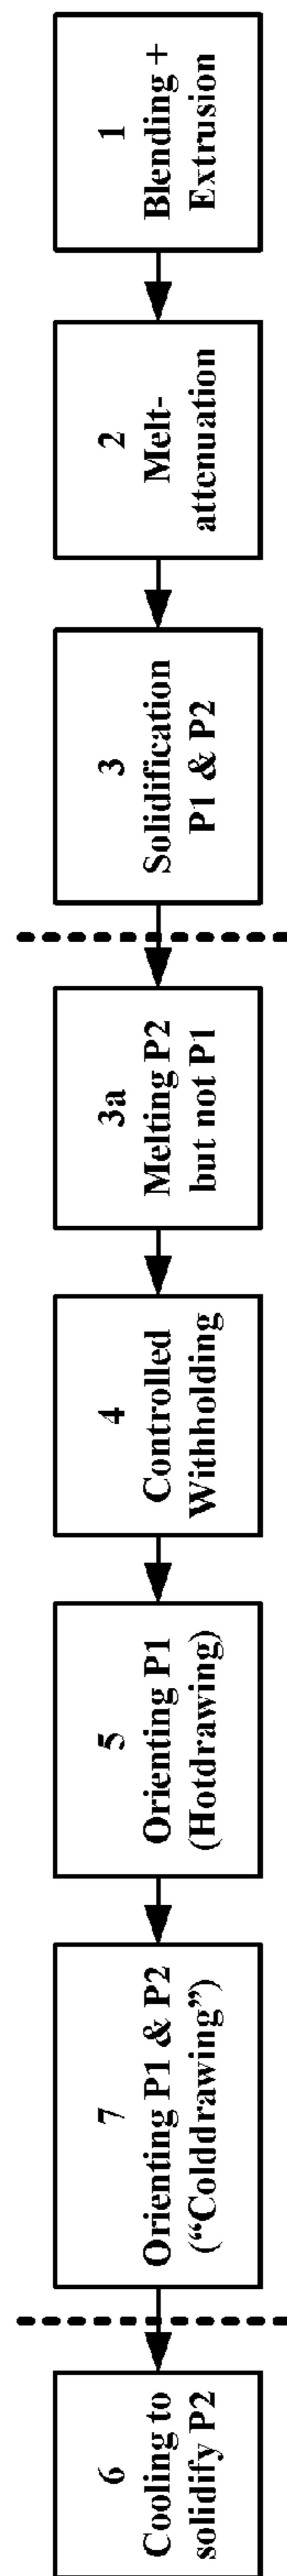 1
Blending +
Extrusion
2
Melt-
attenuation
3
Solidification
P1 & P2
3a
Melting P2
but not P1
4
Controlled
Withholding
5
Orienting P1
(Hotdrawing)
7
Orienting P1 & P2
(“Colddrawing”)
6
Cooling to
solidify P2